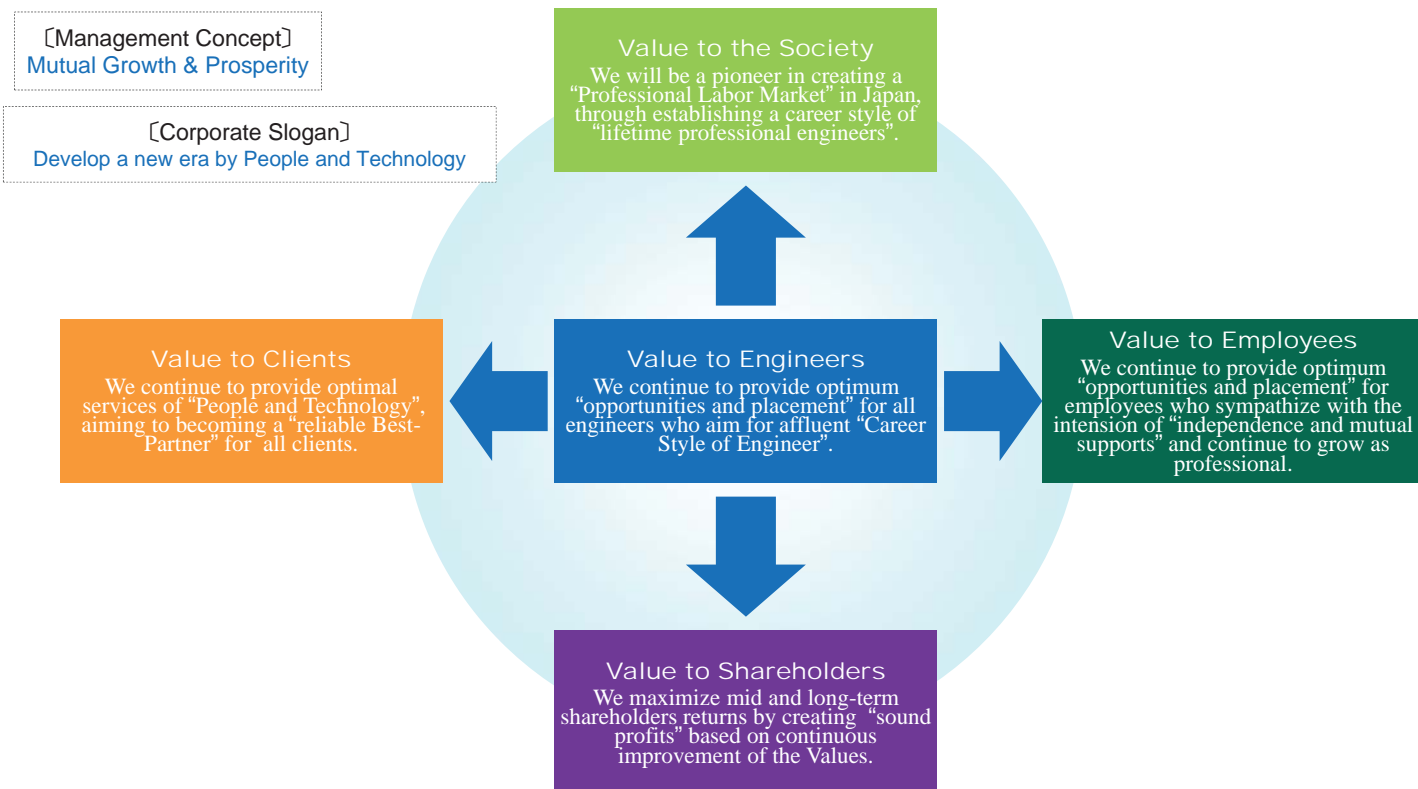 〔Management Concept〕
Mutual Growth & Prosperity
〔Corporate Slogan〕
Develop a new era by People and Technology
Value to the Society
We will be a pioneer in creating a
“Professional Labor Market” in Japan,
through establishing a career style of
“lifetime professional engineers”.
Value to Clients
We continue to provide optimal
services of “People and Technology”,
aiming to becoming a “reliable Best-
Partner” for all clients.
Value to Engineers
We continue to provide optimum
“opportunities and placement” for all
engineers who aim for affluent “Career
Style of Engineer”.
Value to Employees
We continue to provide optimum
“opportunities and placement” for
employees who sympathize with the
intension of “independence and mutual
supports” and continue to grow as
professional.
Value to Shareholders
We maximize mid and long-term
shareholders returns by creating “sound
profits” based on continuous
improvement of the Values.